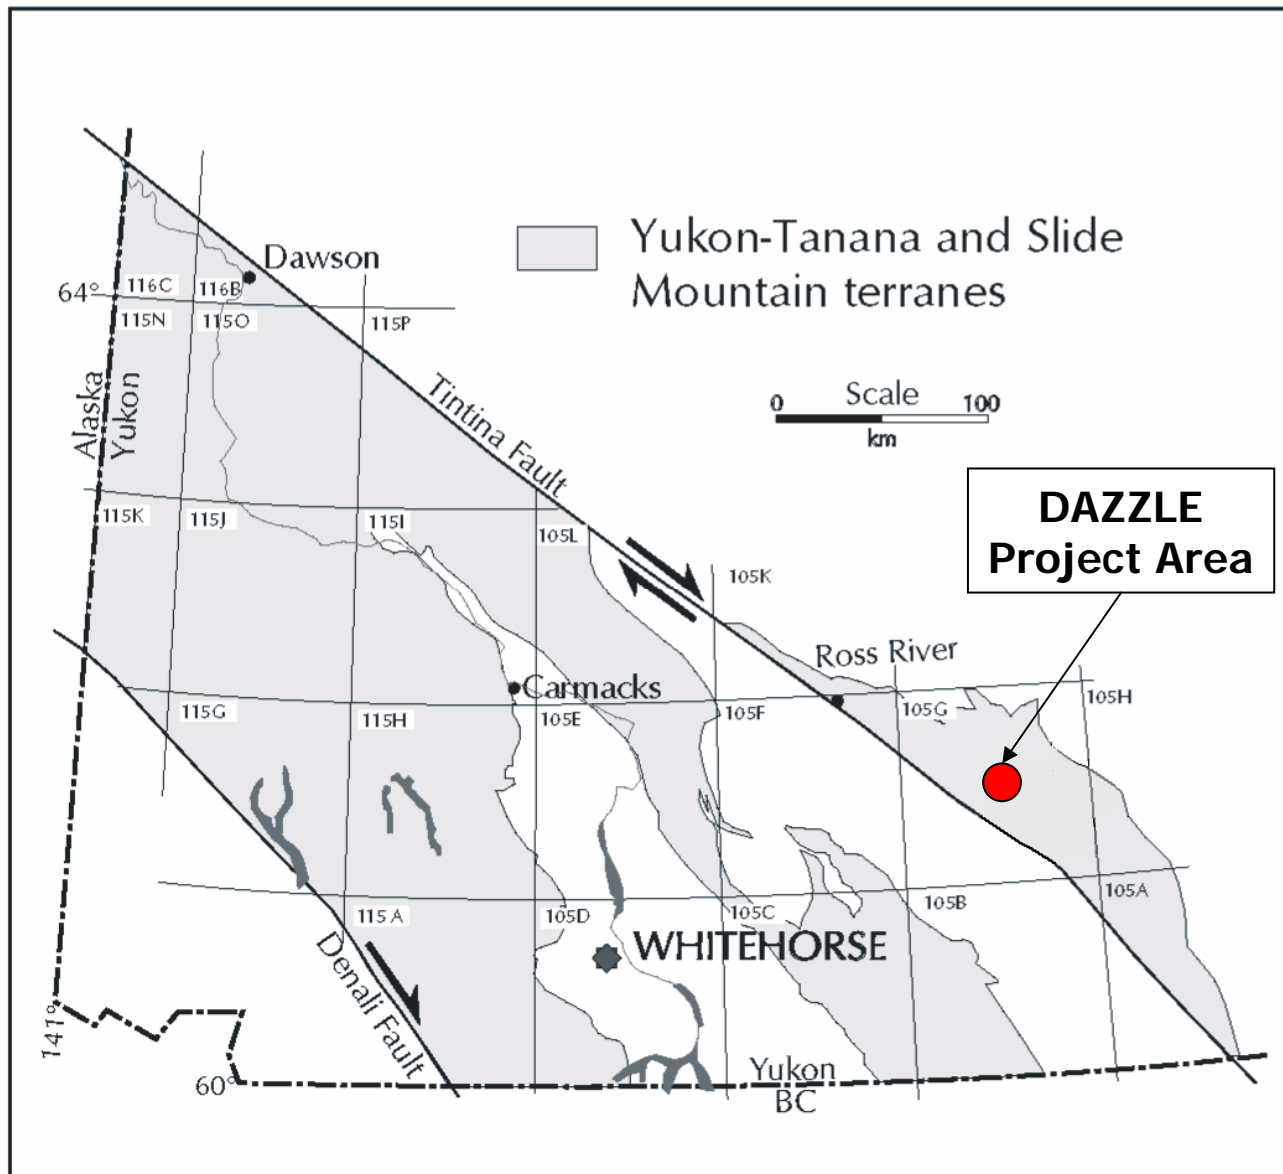 Yukon-Tanana and Slide
Mountain terranes
Dawson
64°
116C
116B
115N
115O
115P
Alaska
Yukon
Tintina Fault
Scale
0
100
km
DAZZLE
Project Area
115K
115J
115I
105L
105K
Ross River
Carmacks
115G
115H
105E
105F
105G
105H
115A
105D
105C
105B
105A
WHITEHORSE
Denali Fault
141°
60°
Yukon
BC